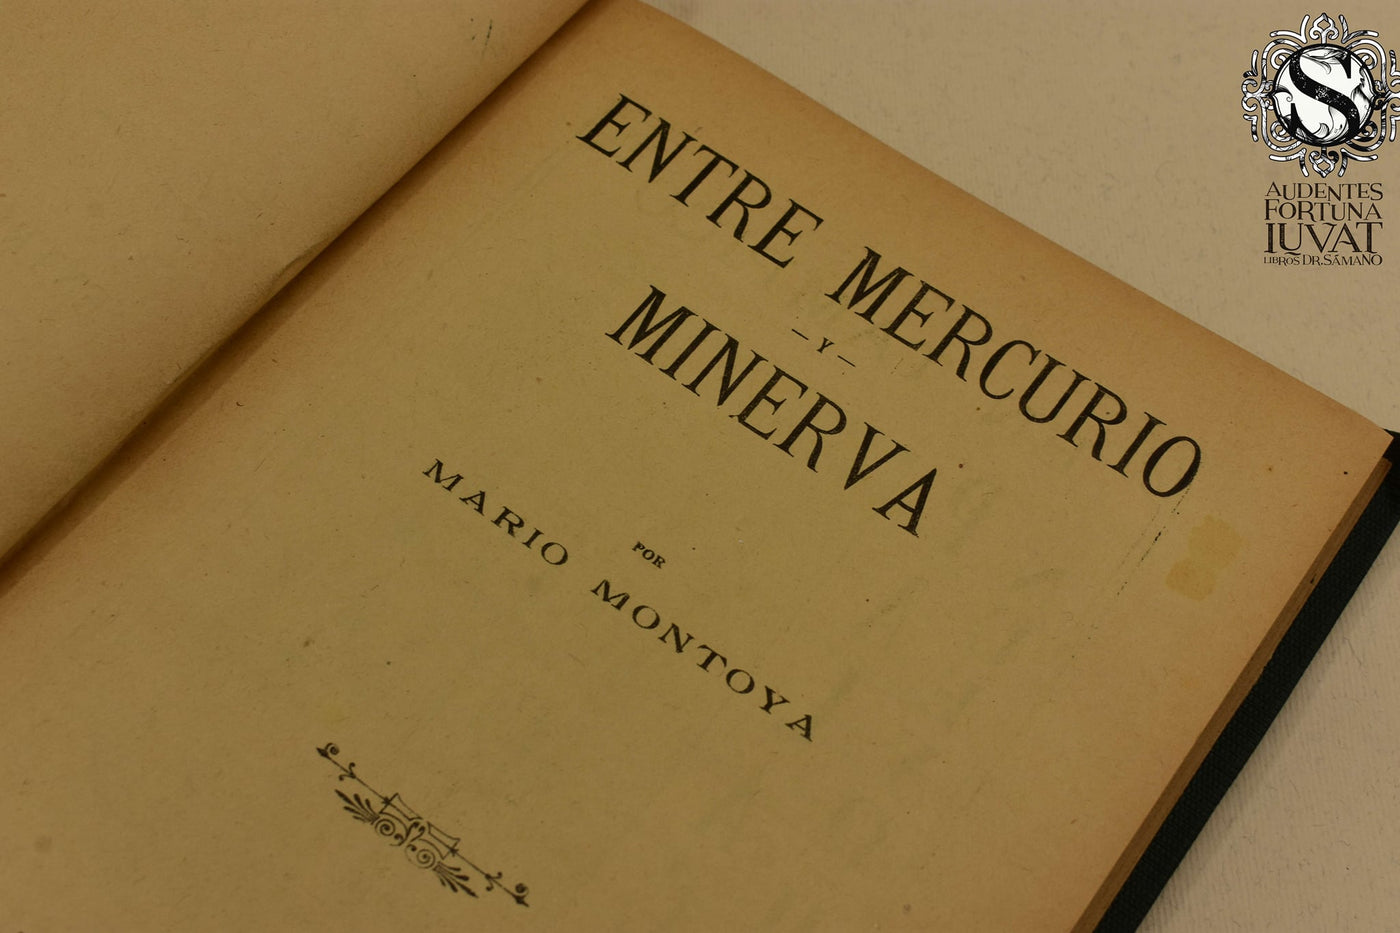 ENTRE MERCURIO
— Y —
MINERVA
POR
MARIO MONTOYA
S
AUDENTES
FORTUNA
IUVAT
LIBROS DR. SÁMANO